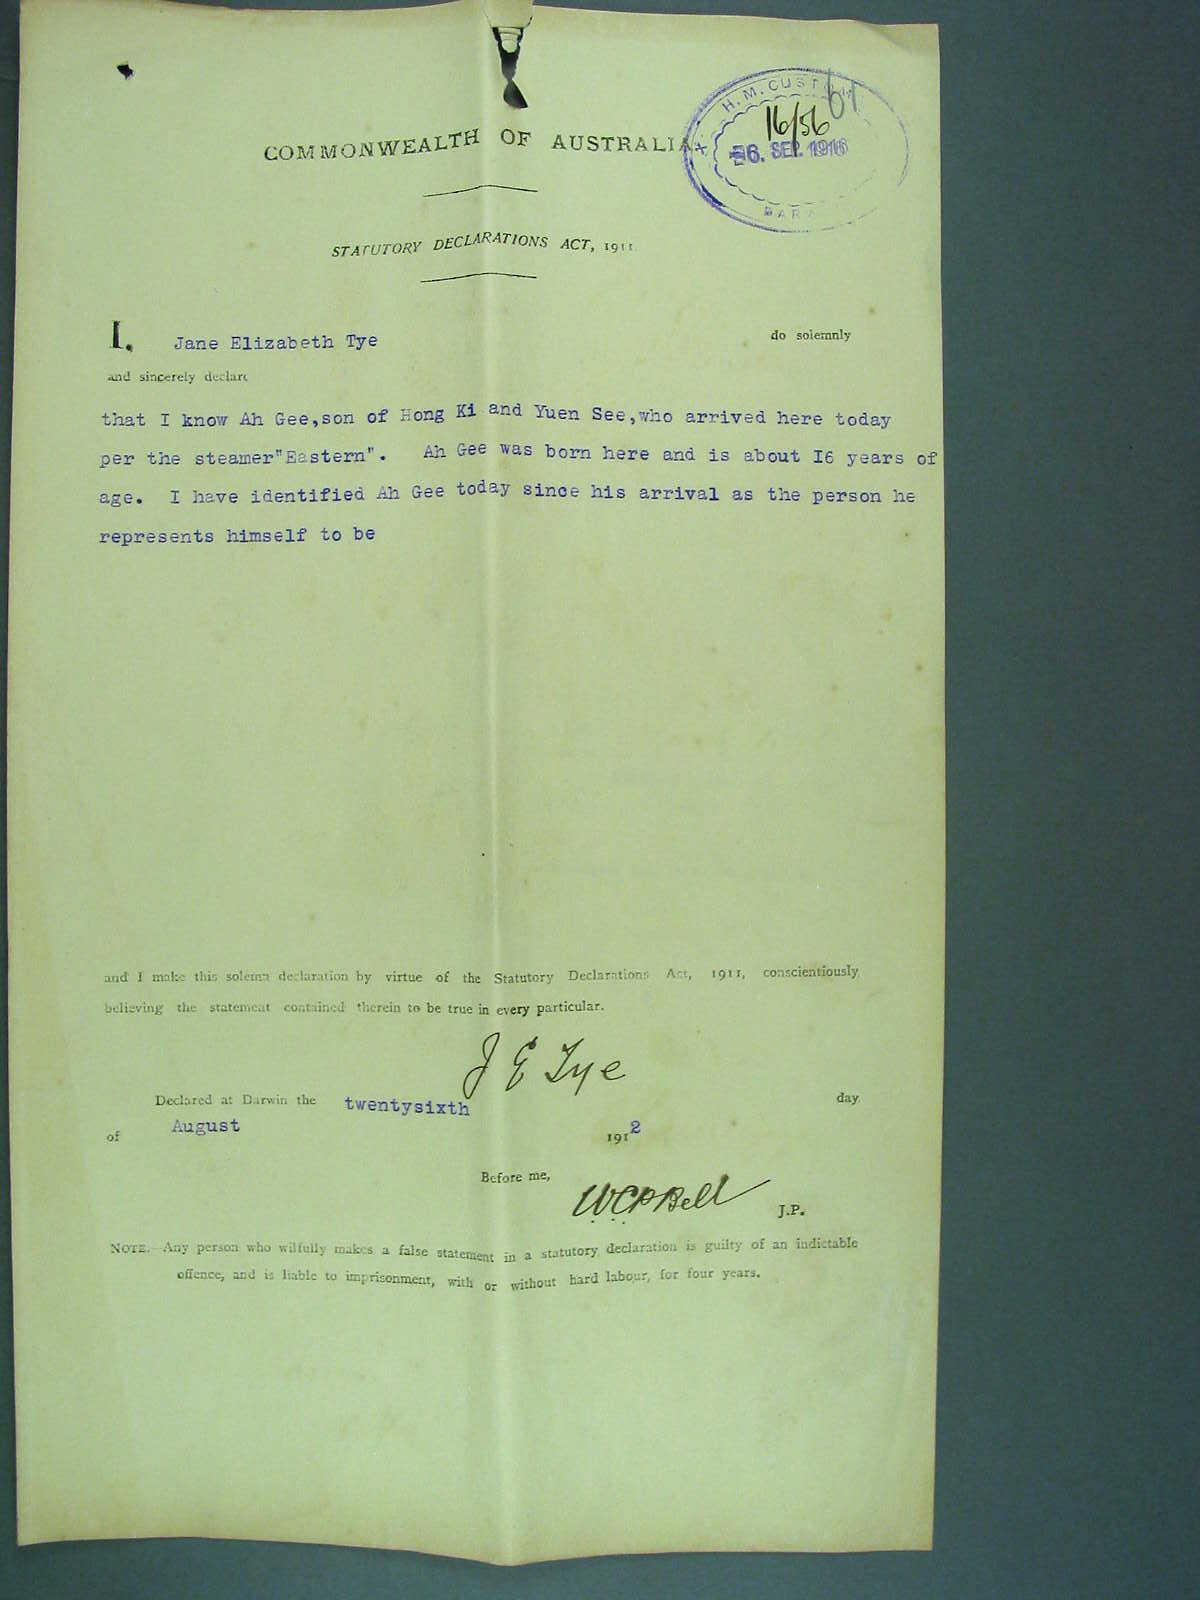 H. M. CUSTOM
61
16/56
6. SEP. 1916
COMMONWEALTH OF AUSTRALIA
STATUTORY DECLARATIONS ACT, 1911
I, Jane Elizabeth Tye do solemnly
and sincerely declare
that I know Ah Gee,son of Hong Ki and Yuen See,who arrived here today
per the steamer"Eastern". Ah Gee was born here and is about I6 years of
age. I have identified Ah Gee today since his arrival as the person he
represents himself to be
and I make this solemn declaration by virtue of the Statutory Declarations Act, 1911, conscientiously
believing the statement contained therein to be true in every particular.
J E Tye
Declared at Darwin the twentysixth day
of August 1912
Before me,
WCPBell J.P.
NOTE.—Any person who wilfully makes a false statement in a statutory declaration is guilty of an indictable
offence, and is liable to imprisonment, with or without hard labour, for four years.